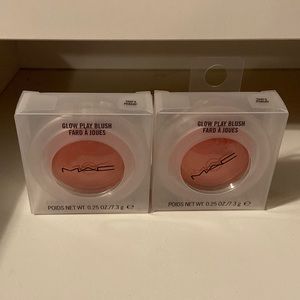 GLOW PLAY BLUSH
FARD À JOUES
MAC
POIDS NET WT. 0.25 OZ/7.3 g e
GLOW PLAY BLUSH
FARD À JOUES
MAC
POIDS NET WT. 0.25 OZ/7.3 g e